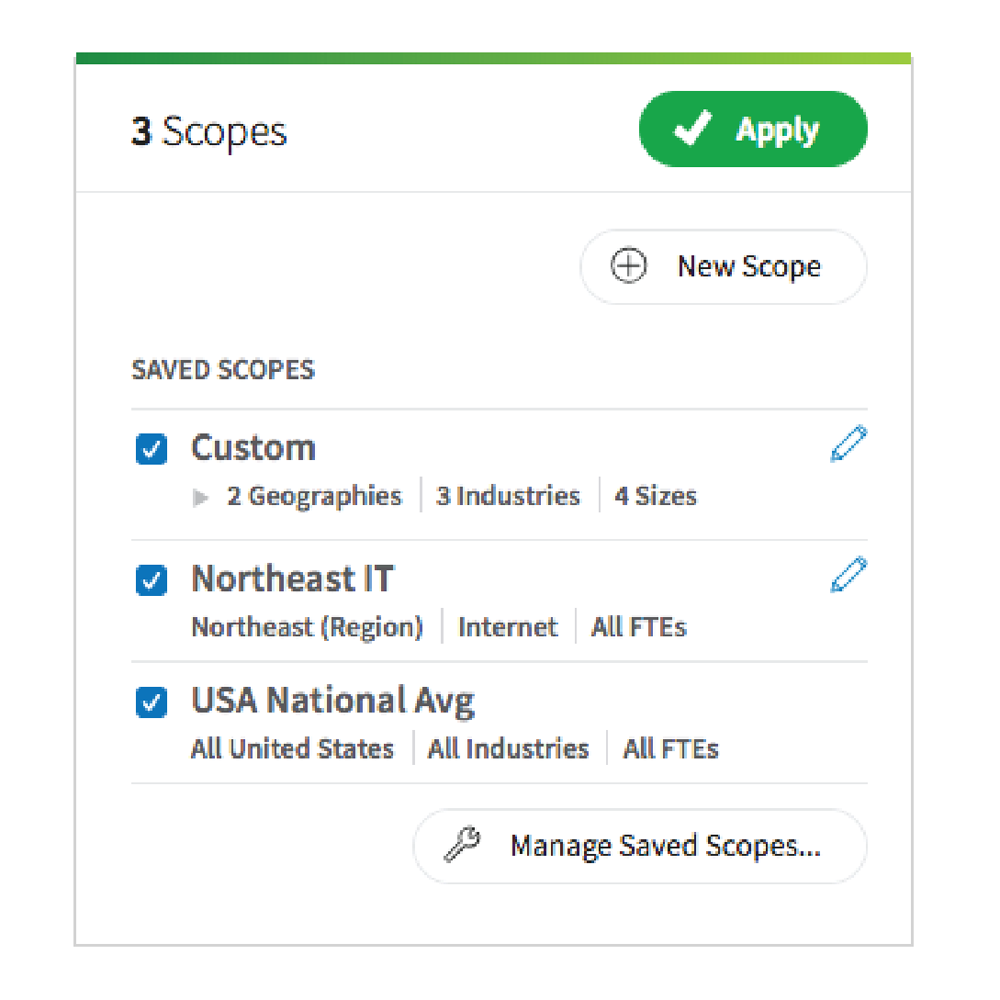 3 Scopes
Apply
New Scope
SAVED SCOPES
Custom
2 Geographies 3 Industries 4 Sizes
Northeast IT
Northeast (Region) Internet All FTEs
USA National Avg
All United States All Industries All FTEs
Manage Saved Scopes...